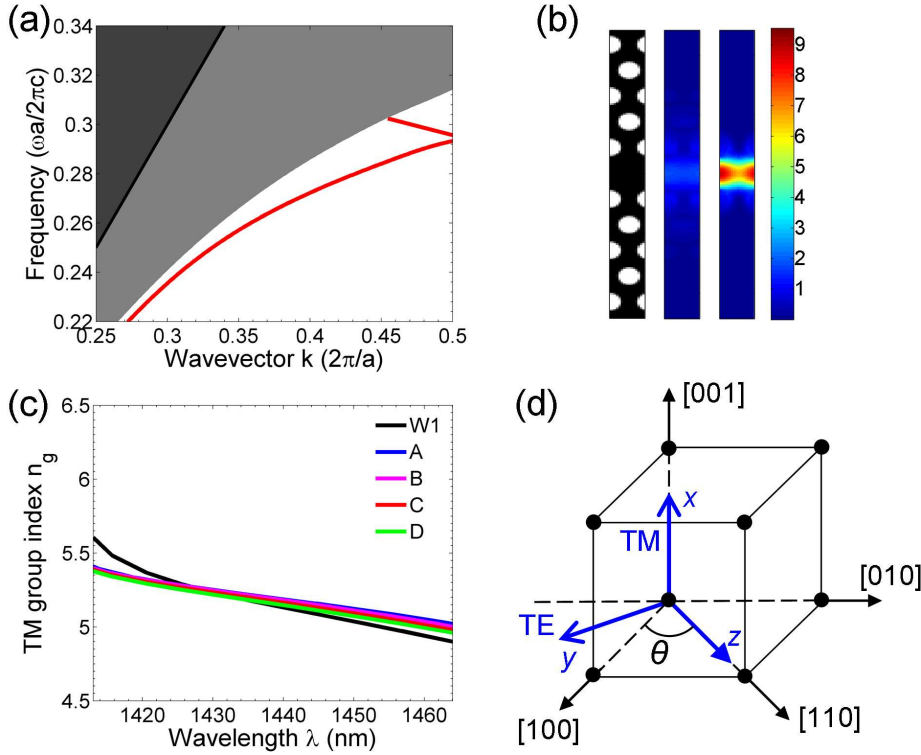 (a)
0.34
0.32
0.3
0.28
0.26
0.24
0.22
Frequency (ωa/2πc)
0.25
0.3
0.35
0.4
0.45
0.5
Wavevector k (2π/a)
(b)
9
8
7
6
5
4
3
2
1
(c)
6.5
6
5.5
5
4.5
TM group index n_g
W1
A
B
C
D
1420
1430
1440
1450
1460
Wavelength λ (nm)
(d)
[001]
x
TM
[010]
TE
y
θ
z
[100]
[110]